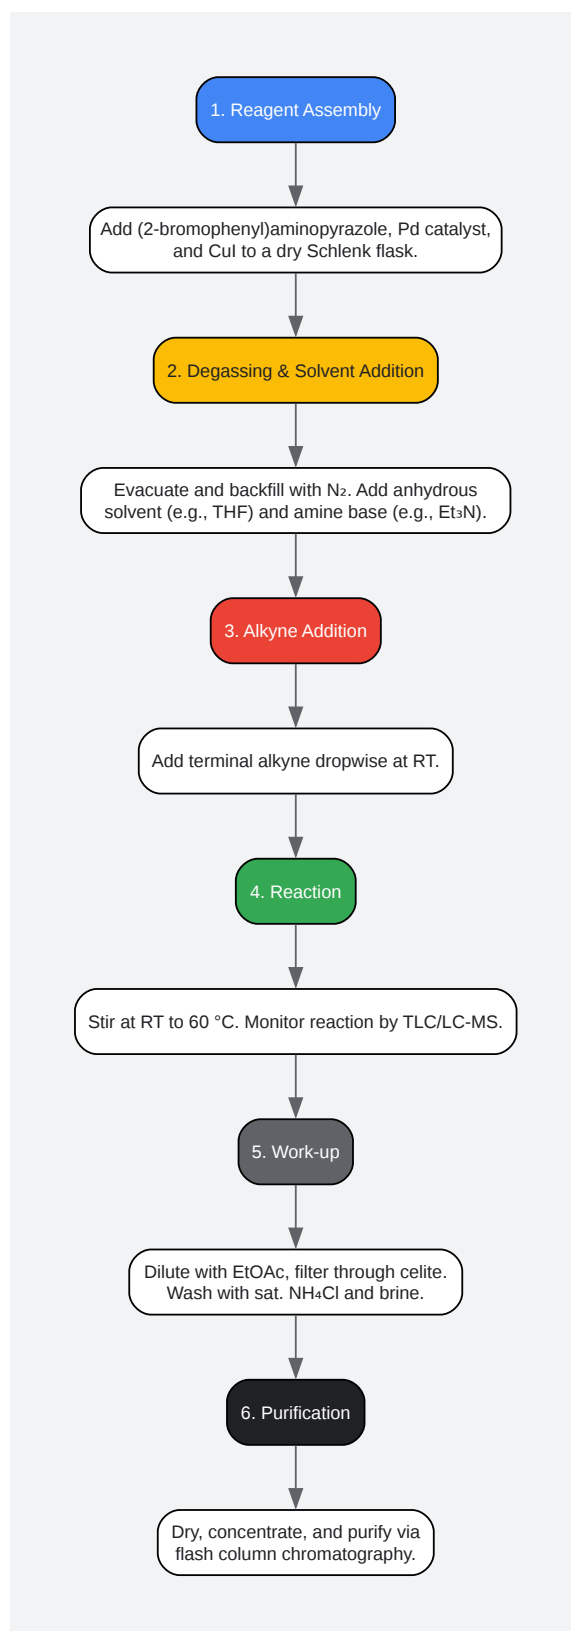 1. Reagent Assembly
Add (2-bromophenyl)aminopyrazole, Pd catalyst,
and CuI to a dry Schlenk flask.
2. Degassing & Solvent Addition
Evacuate and backfill with N₂. Add anhydrous
solvent (e.g., THF) and amine base (e.g., Et₃N).
3. Alkyne Addition
Add terminal alkyne dropwise at RT.
4. Reaction
Stir at RT to 60 °C. Monitor reaction by TLC/LC-MS.
5. Work-up
Dilute with EtOAc, filter through celite.
Wash with sat. NH₄Cl and brine.
6. Purification
Dry, concentrate, and purify via
flash column chromatography.